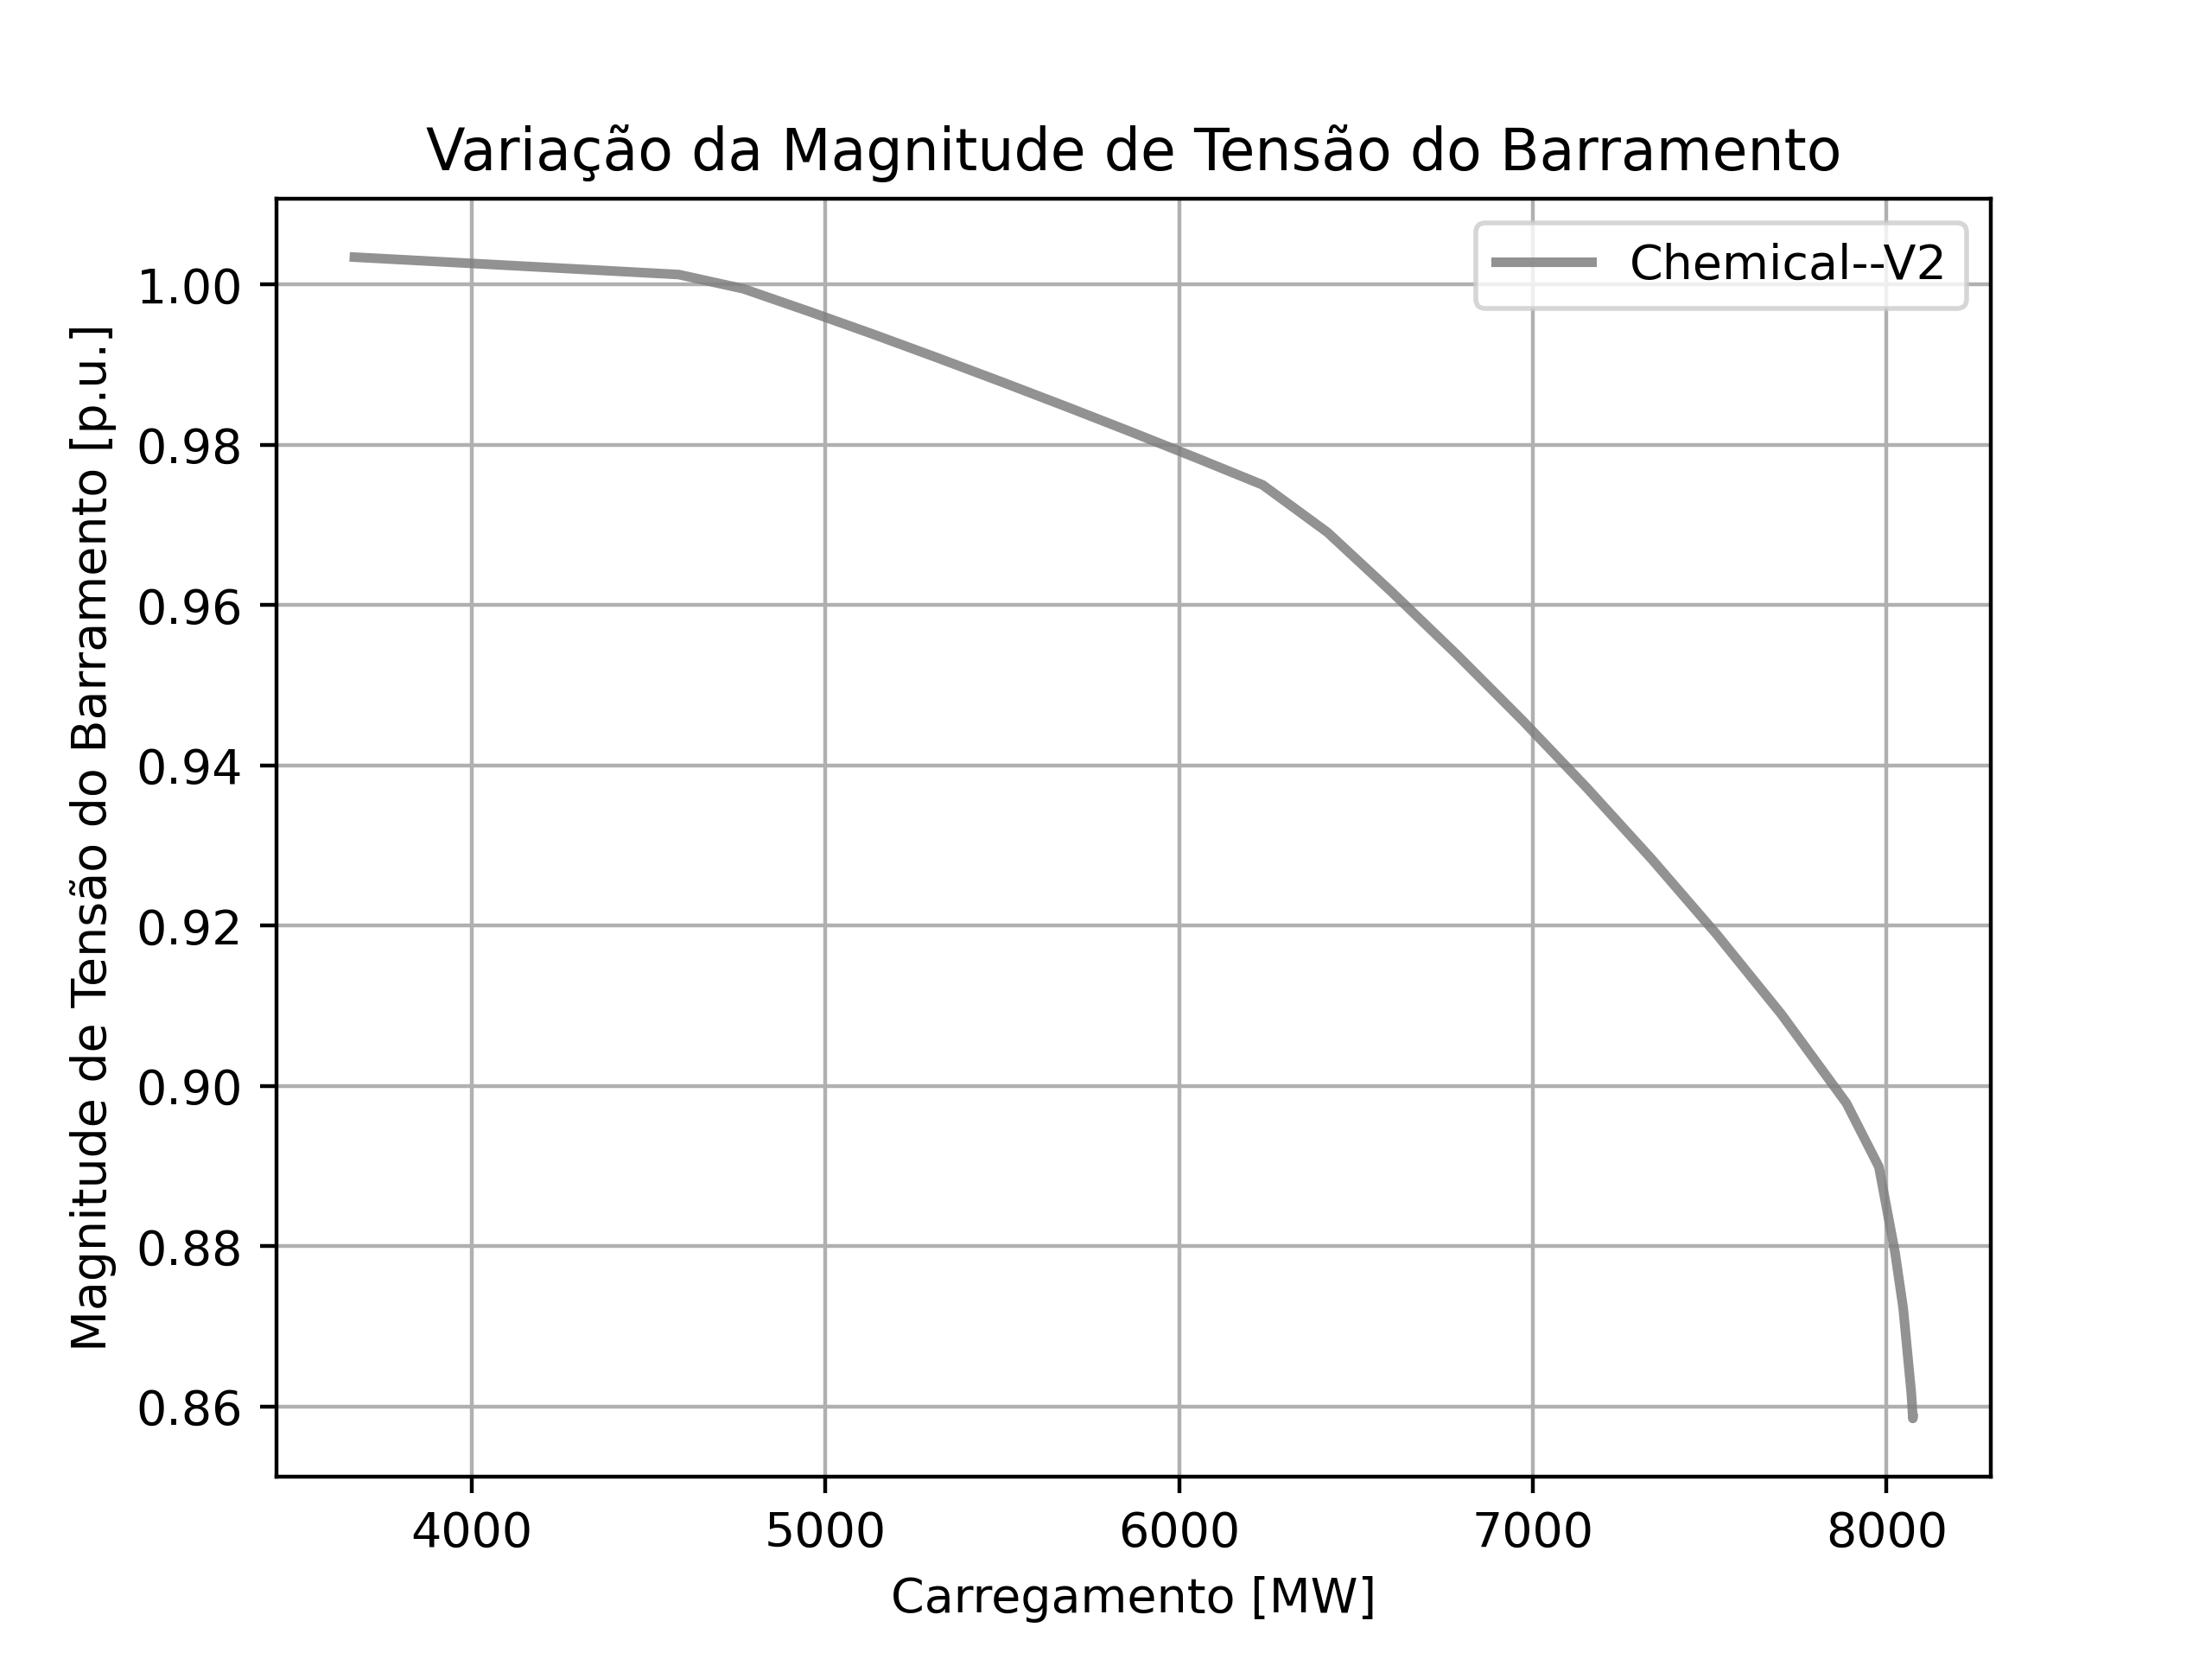 Variação da Magnitude de Tensão do Barramento
Chemical--V2
Magnitude de Tensão do Barramento [p.u.]
1.00
0.98
0.96
0.94
0.92
0.90
0.88
0.86
4000 5000 6000 7000 8000
Carregamento [MW]